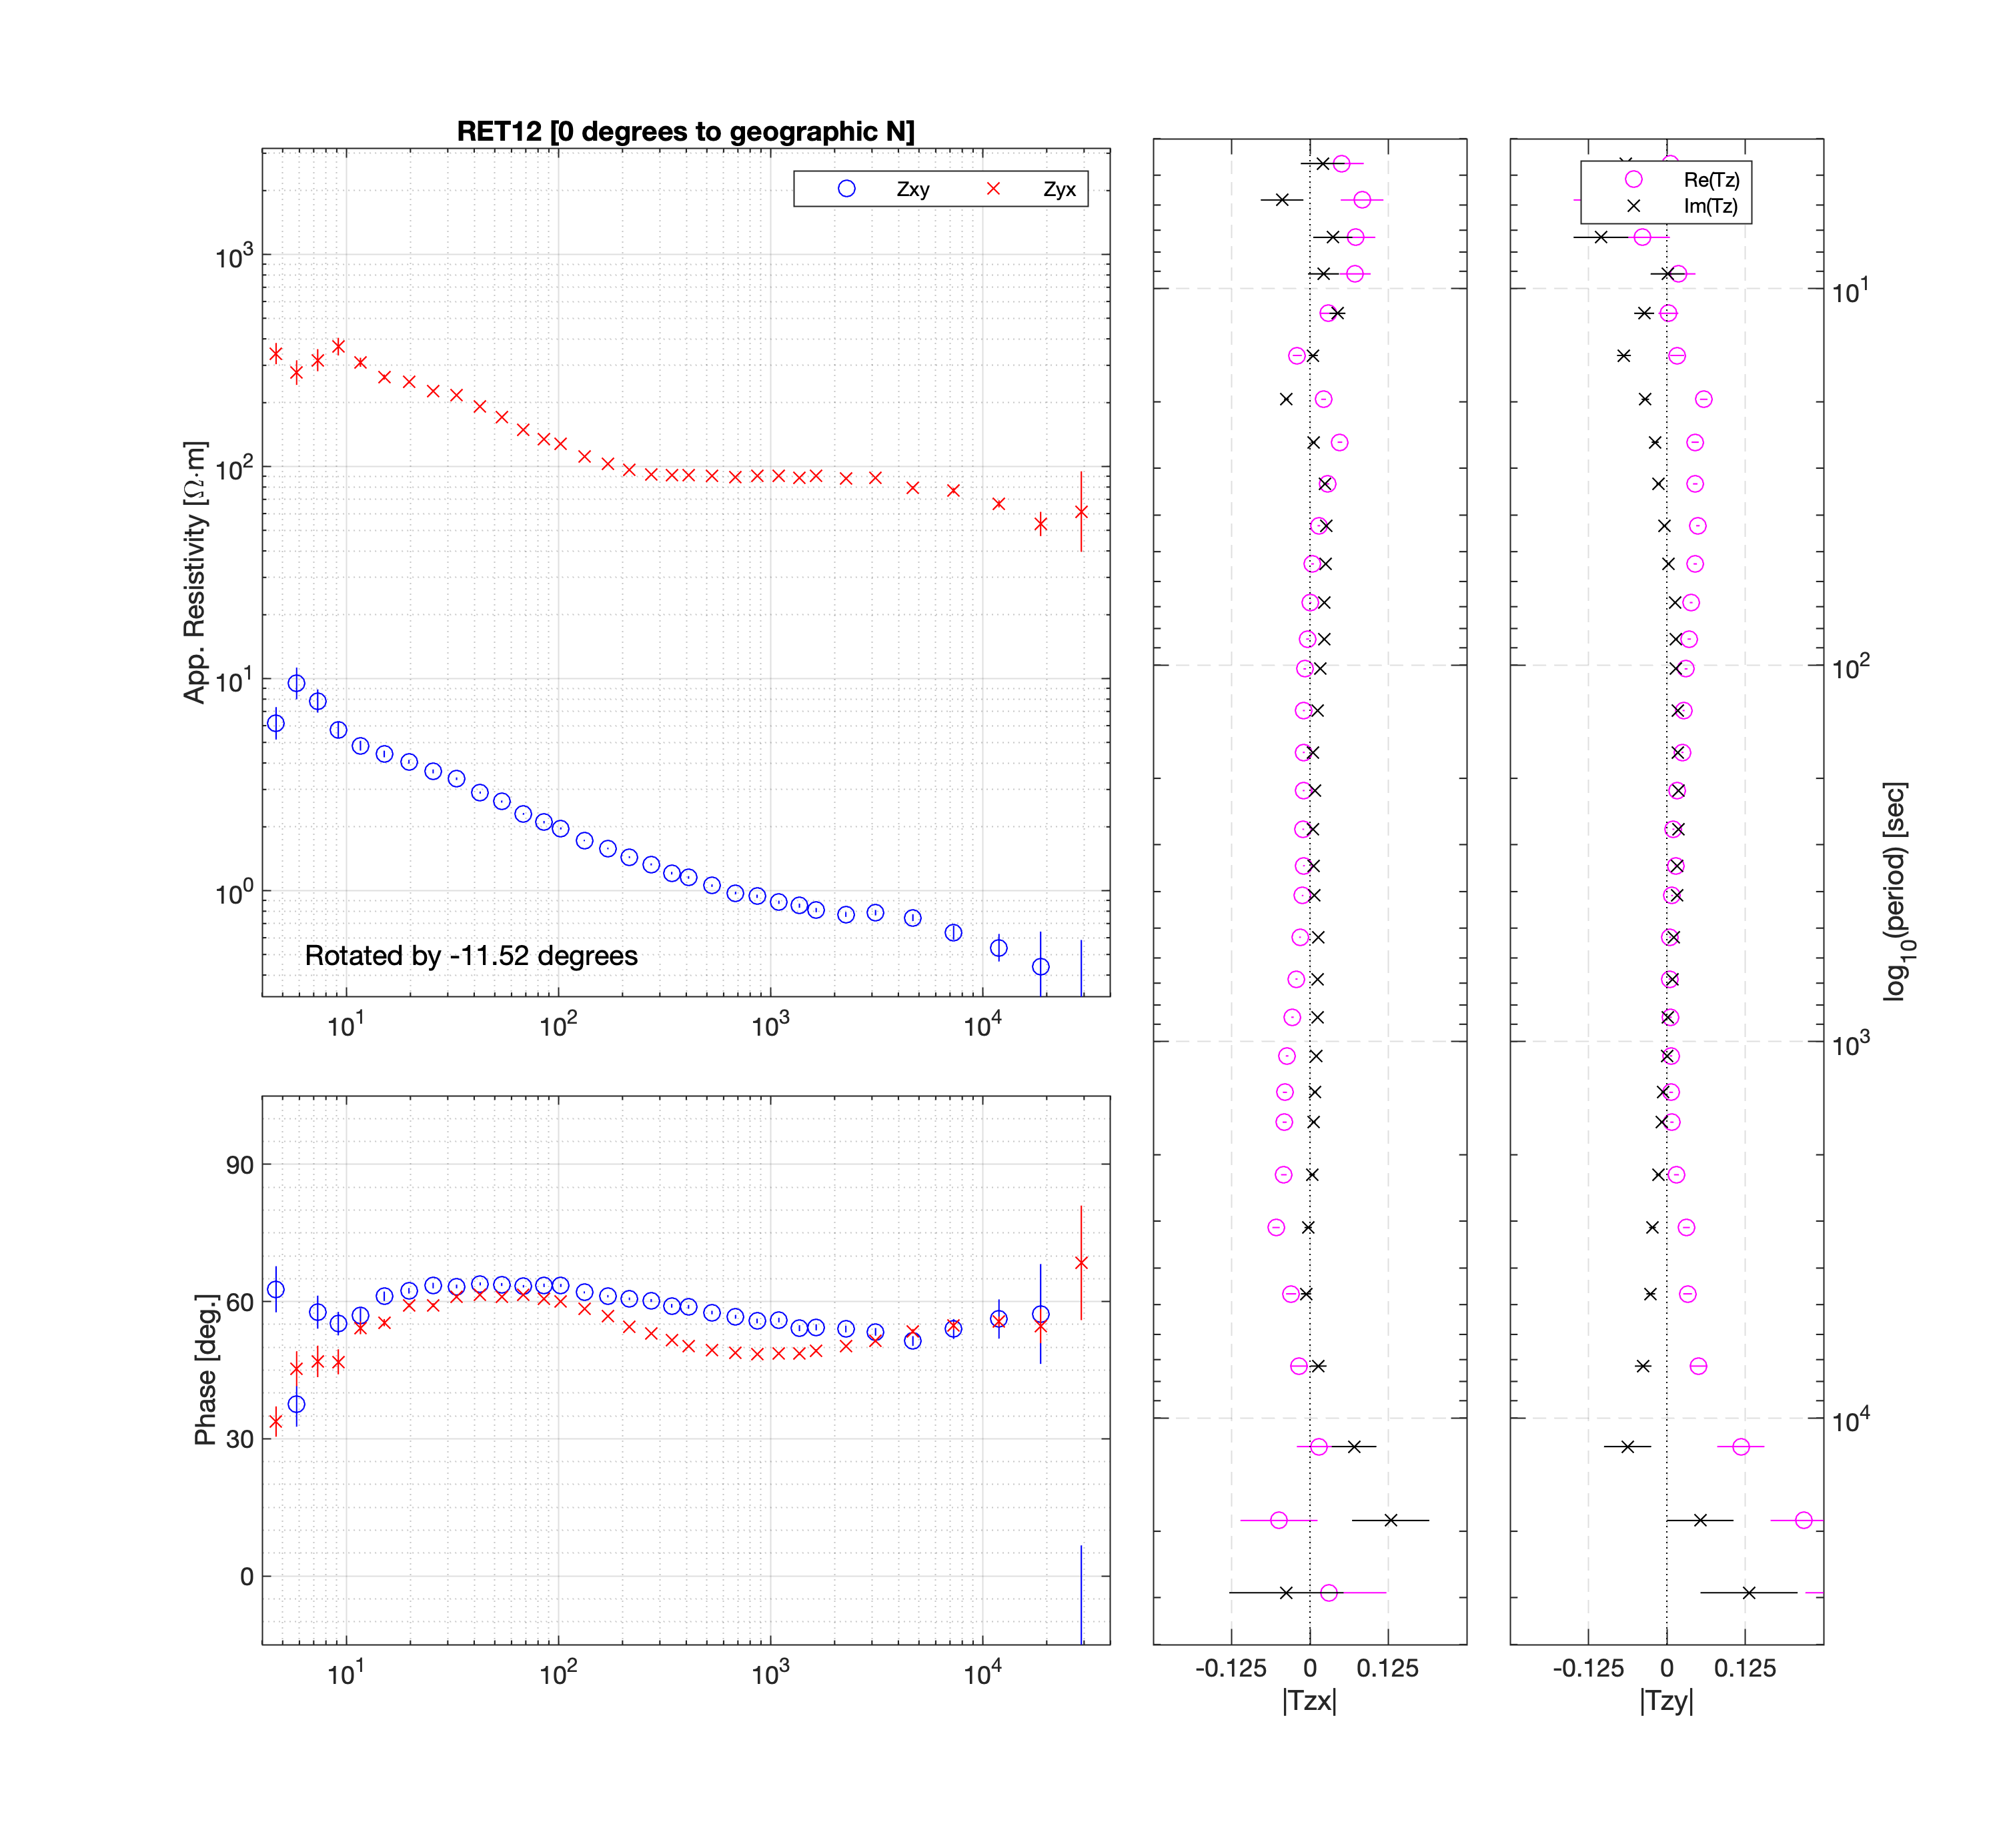 RET12 [0 degrees to geographic N]
Zxy Zyx
App. Resistivity [Ω·m]
10³
10²
10¹
10⁰
Rotated by -11.52 degrees
10¹ 10² 10³ 10⁴
Phase [deg.]
90
60
30
0
10¹ 10² 10³ 10⁴
-0.125 0 0.125
|Tzx|
Re(Tz)
Im(Tz)
-0.125 0 0.125
|Tzy|
10¹
10²
10³
10⁴
log₁₀(period) [sec]